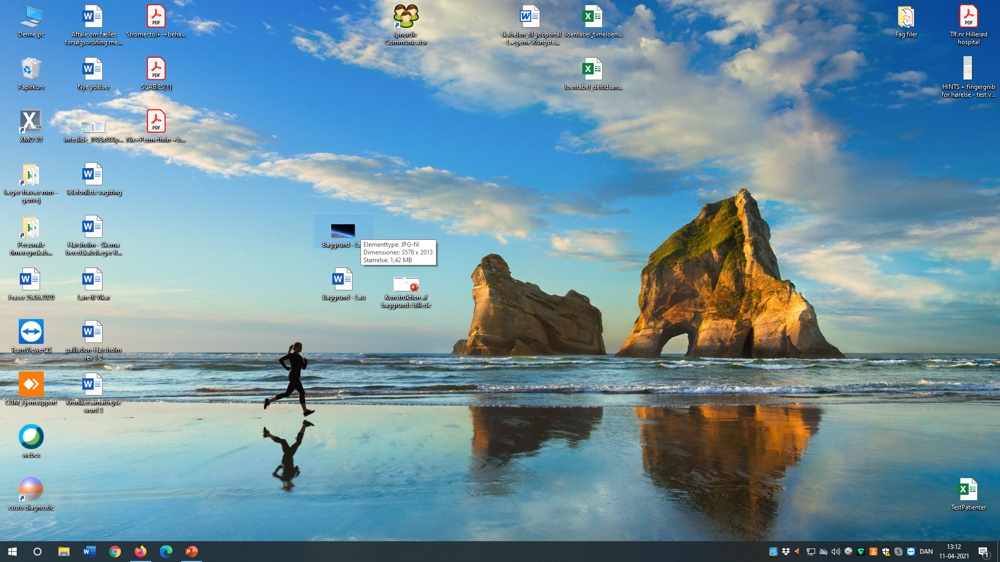 Denne pc
Aftale om fælles
forsøgsordning me...
Stromectol+-+beha...
ipnordic
Communicator
skabelon_til_jobportal
- Lægerne Rungste...
loentabel_timeloen...
Fag filer
Tlf.nr Hillerød
hospital
Papirkurv
Nye ydelser
SCABIES[1]
loentabel_deltidsan...
HINTS + fingergnib
for hørelse - test v...
XMO V8
infoslide_1809x800p...
Nix+Permethrin-+b...
læger-fravær mm –
genvej
Telefonliste vagtring
Personale
timeregnskab...
Hørsholm - Skema
beredskabslæger R...
Baggrund - La
Elementtype: JPG-fil
Dimensioner: 3578 x 2013
Størrelse: 1,42 MB
Fraser 26.06.2020
Løn til Vikar
Baggrund - Lau
Konstruktion af
baggrunds billede
TeamViewerQS
palliation-Hørsholm
rev 1 2
CGM_Fjernsupport
Kronikersamarbejde
word 3
webex
custo diagnostic
TestPatienter
DAN
13:12
11-04-2021
1